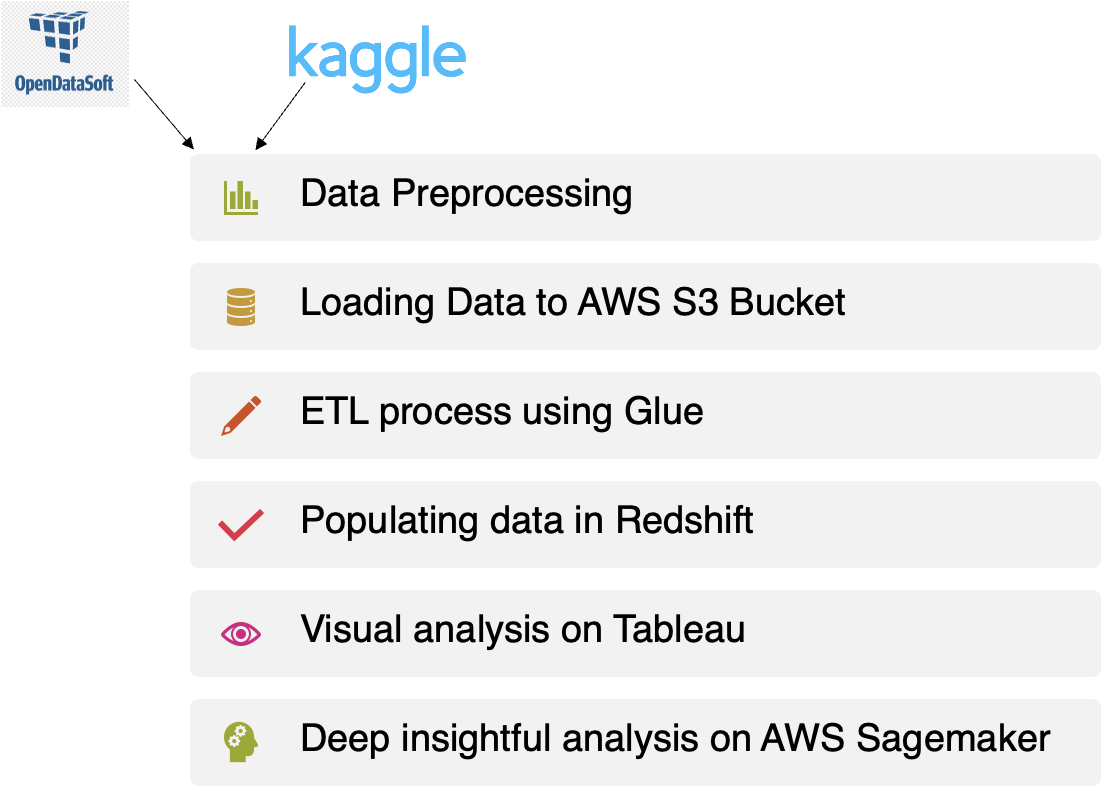 OpenDataSoft
kaggle
Data Preprocessing
Loading Data to AWS S3 Bucket
ETL process using Glue
Populating data in Redshift
Visual analysis on Tableau
Deep insightful analysis on AWS Sagemaker